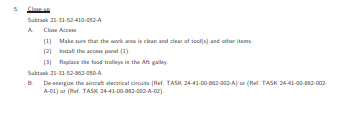 5. Close-up
Subtask 21-31-52-410-052-A
A. Close Access
(1) Make sure that the work area is clean and clear of tool(s) and other items.
(2) Install the access panel (1).
(3) Replace the food trolleys in the Aft galley.
Subtask 21-31-52-862-050-A
B. De-energize the aircraft electrical circuits (Ref. TASK 24-41-00-862-002-A) or (Ref. TASK 24-41-00-862-002-
A-01) or (Ref. TASK 24-41-00-862-002-A-02).